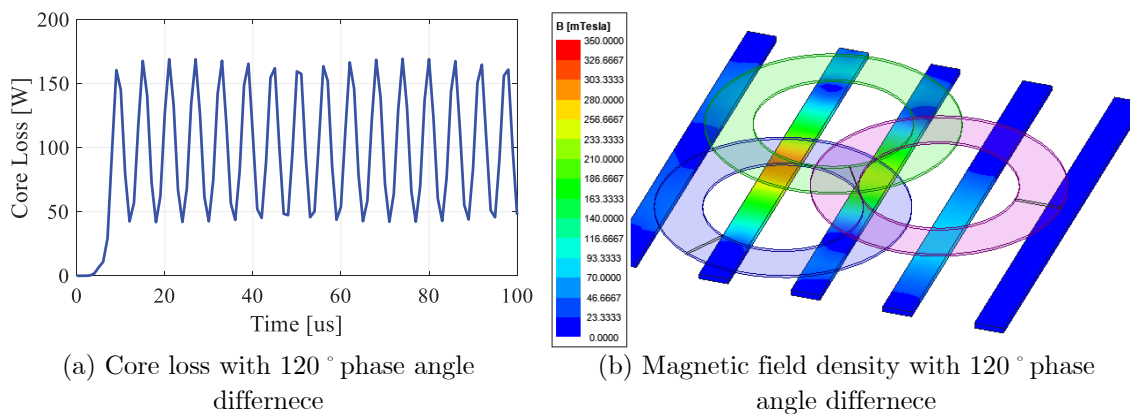 200
150
100
50
0
Core Loss [W]
0 20 40 60 80 100
Time [us]
(a) Core loss with 120 ° phase angle
differnece
B [mTesla]
350.0000
326.6667
303.3333
280.0000
256.6667
233.3333
210.0000
186.6667
163.3333
140.0000
116.6667
93.3333
70.0000
46.6667
23.3333
0.0000
(b) Magnetic field density with 120 ° phase
angle differnece